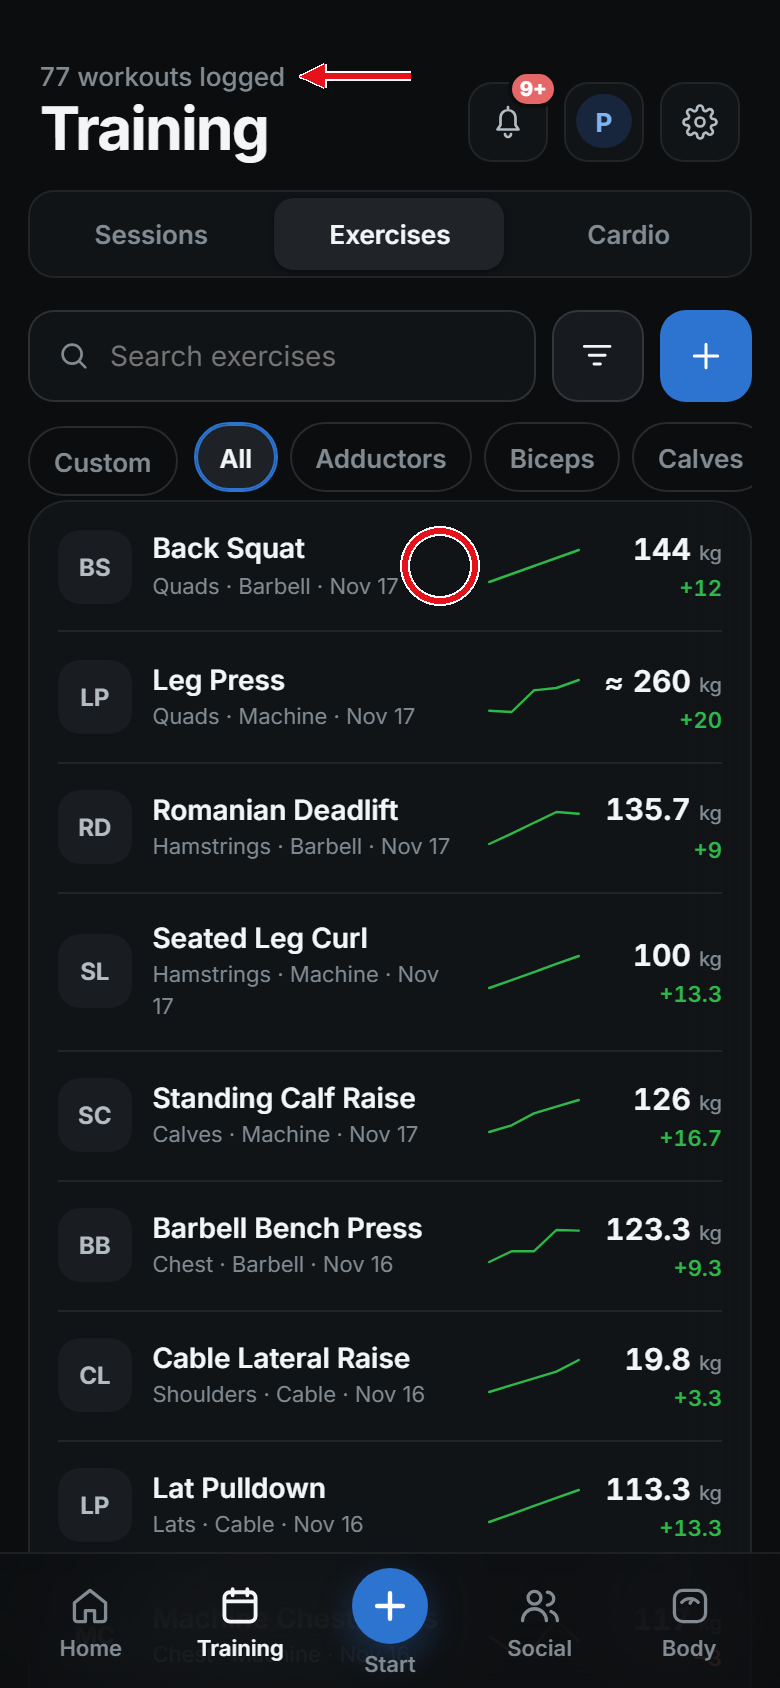 77 workouts logged
Training
9+
P
Sessions
Exercises
Cardio
Search exercises
Custom
All
Adductors
Biceps
Calves
BS
Back Squat
Quads · Barbell · Nov 17
144 kg
+12
LP
Leg Press
Quads · Machine · Nov 17
≈ 260 kg
+20
RD
Romanian Deadlift
Hamstrings · Barbell · Nov 17
135.7 kg
+9
SL
Seated Leg Curl
Hamstrings · Machine · Nov
17
100 kg
+13.3
SC
Standing Calf Raise
Calves · Machine · Nov 17
126 kg
+16.7
BB
Barbell Bench Press
Chest · Barbell · Nov 16
123.3 kg
+9.3
CL
Cable Lateral Raise
Shoulders · Cable · Nov 16
19.8 kg
+3.3
LP
Lat Pulldown
Lats · Cable · Nov 16
113.3 kg
+13.3
Home
Training
Start
Social
Body